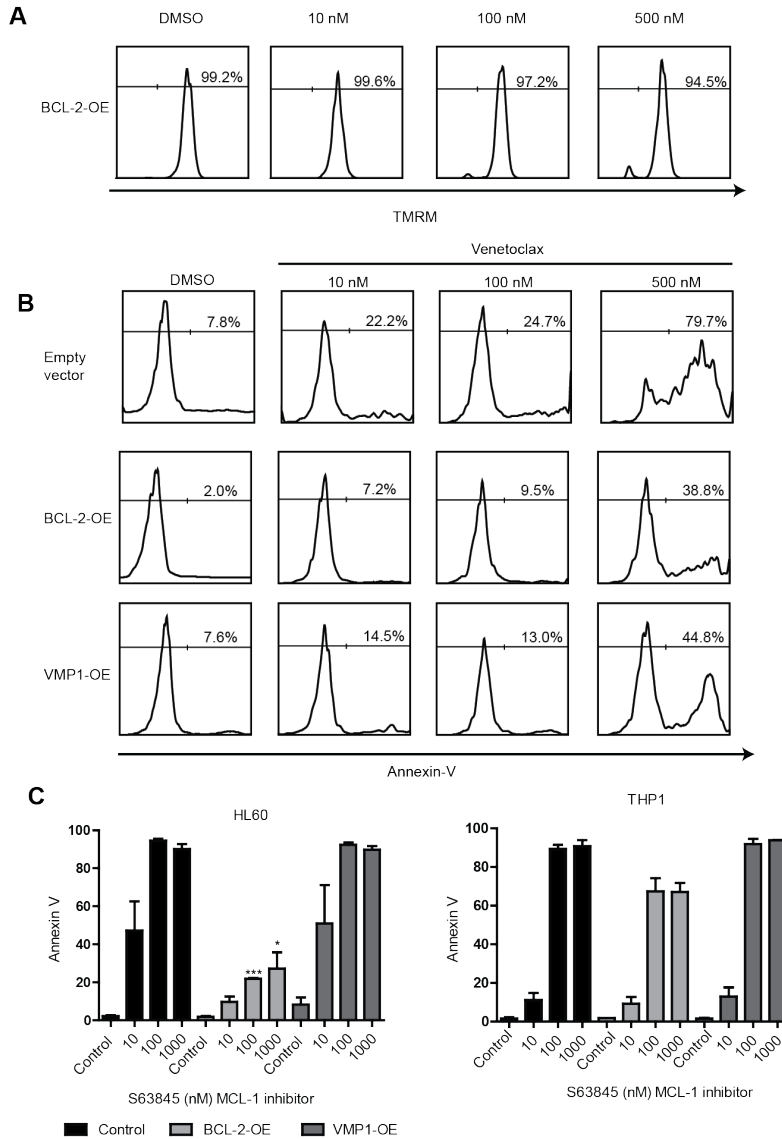 A
DMSO 10 nM 100 nM 500 nM
BCL-2-OE
99.2% 99.6% 97.2% 94.5%
TMRM
Venetoclax
B
DMSO 10 nM 100 nM 500 nM
Empty
vector
7.8% 22.2% 24.7% 79.7%
BCL-2-OE
2.0% 7.2% 9.5% 38.8%
VMP1-OE
7.6% 14.5% 13.0% 44.8%
Annexin-V
C
HL60
Annexin V
100
80
60
40
20
0
*** *
Control 10 100 1000 Control 10 100 1000 Control 10 100 1000
S63845 (nM) MCL-1 inhibitor
THP1
Annexin V
100
80
60
40
20
0
Control 10 100 1000 Control 10 100 1000 Control 10 100 1000
S63845 (nM) MCL-1 inhibitor
Control BCL-2-OE VMP1-OE